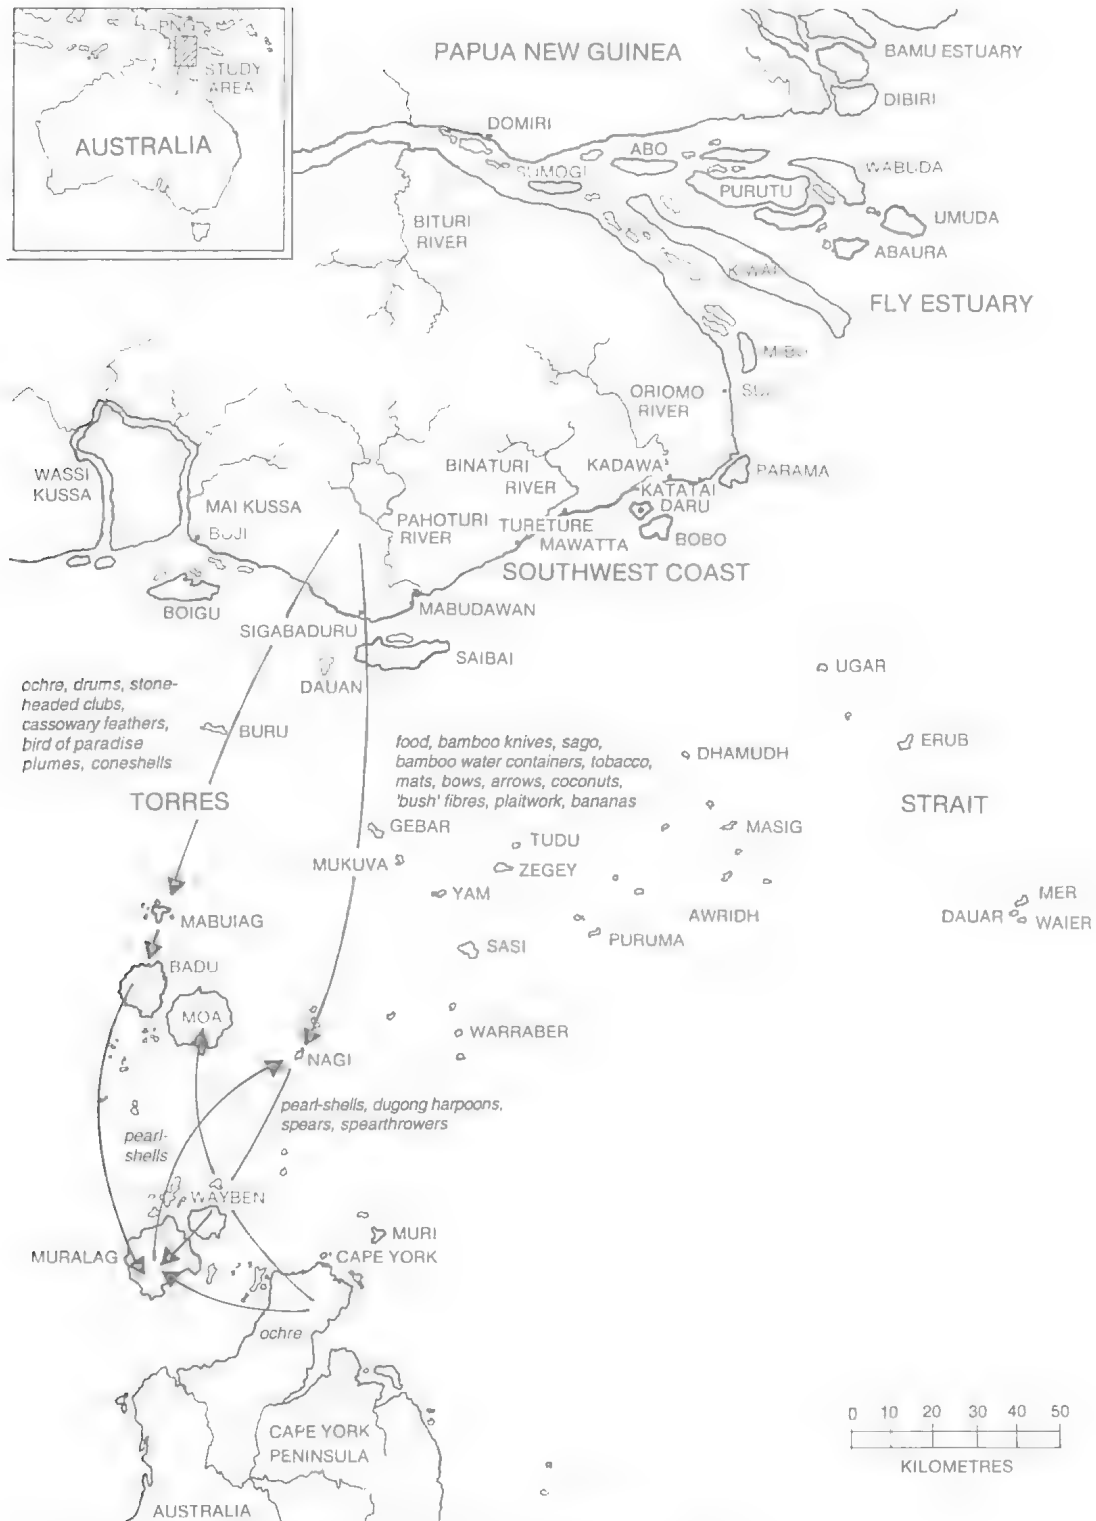 PNG
STUDY
AREA
AUSTRALIA
PAPUA NEW GUINEA
BAMU ESTUARY
DIBIRI
DOMIRI
ABO
SUMOGI
WABUDA
PURUTU
UMUDA
ABAURA
BITURI
RIVER
KIWAI
FLY ESTUARY
ORIOMO
RIVER
WASSI
KUSSA
MAI KUSSA
BINATURI
RIVER
KADAWA
PARAMA
KATATAI
DARU
PAHOTURI
RIVER
TURETURE
MAWATTA
BOBO
BUJI
SOUTHWEST COAST
BOIGU
MABUDAWAN
SIGABADURU
SAIBAI
DAUAN
UGAR
ochre, drums, stone-
headed clubs,
cassowary feathers,
bird of paradise
plumes, coneshells
BURU
food, bamboo knives, sago,
bamboo water containers, tobacco,
mats, bows, arrows, coconuts,
'bush' fibres, plaitwork, bananas
DHAMUDH
ERUB
TORRES
STRAIT
GEBAR
MASIG
TUDU
MUKUVA
ZEGEY
YAM
MER
MABUIAG
AWRIDH
DAUAR
WAIER
PURUMA
SASI
BADU
MOA
WARRABER
NAGI
pearl-shells, dugong harpoons,
spears, spearthrowers
pearl-
shells
WAYBEN
MURI
MURALAG
CAPE YORK
ochre
0 10 20 30 40 50
KILOMETRES
CAPE YORK
PENINSULA
AUSTRALIA